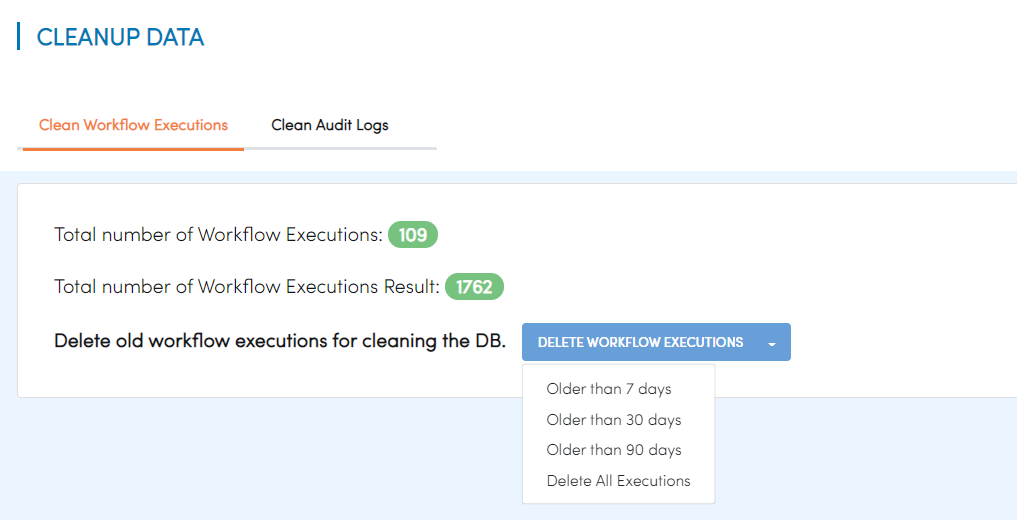 CLEANUP DATA
Clean Workflow Executions Clean Audit Logs
Total number of Workflow Executions: 109
Total number of Workflow Executions Result: 1762
Delete old workflow executions for cleaning the DB. DELETE WORKFLOW EXECUTIONS
Older than 7 days
Older than 30 days
Older than 90 days
Delete All Executions